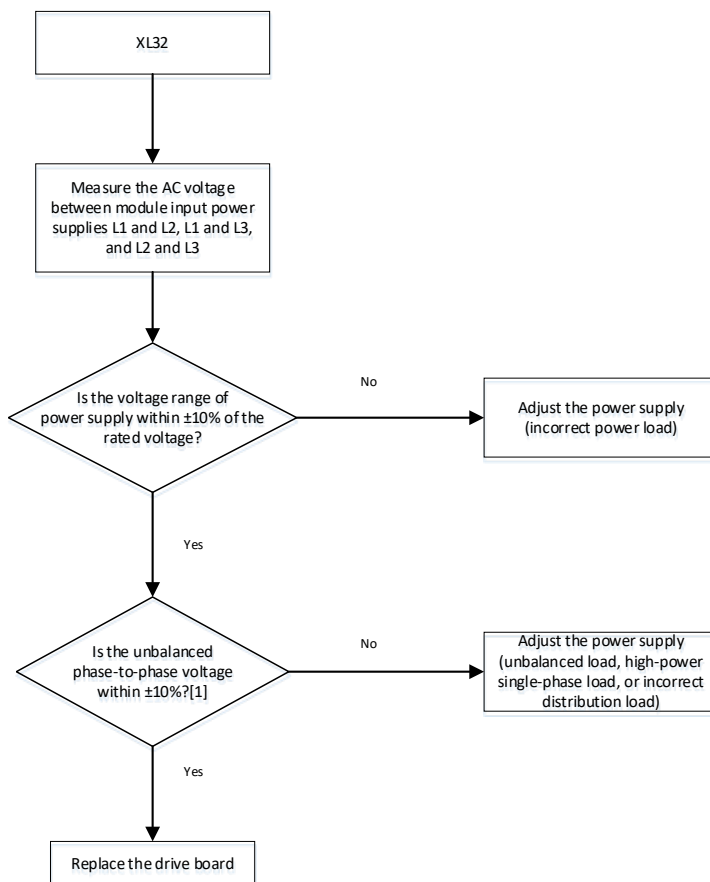 XL32
Measure the AC voltage
between module input power
supplies L1 and L2, L1 and L3,
and L2 and L3
Is the voltage range of
power supply within ±10% of the
rated voltage?
No
Adjust the power supply
(incorrect power load)
Yes
Is the unbalanced
phase-to-phase voltage
within ±10%?[1]
No
Adjust the power supply
(unbalanced load, high-power
single-phase load, or incorrect
distribution load)
Yes
Replace the drive board